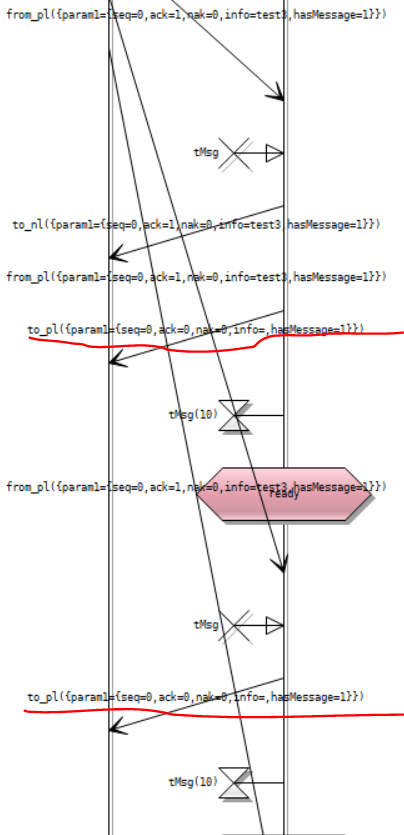 from_pl({param1={seq=0,ack=1,nak=0,info=test3,hasMessage=1}})
tMsg
to_nl({param1={seq=0,ack=1,nak=0,info=test3,hasMessage=1}})
from_pl({param1={seq=0,ack=1,nak=0,info=test3,hasMessage=1}})
to_pl({param1={seq=0,ack=0,nak=0,info=,hasMessage=1}})
tMsg(10)
from_pl({param1={seq=0,ack=1,nak=0,info=test3,hasMessage=1}})
ready
tMsg
to_pl({param1={seq=0,ack=0,nak=0,info=,hasMessage=1}})
tMsg(10)